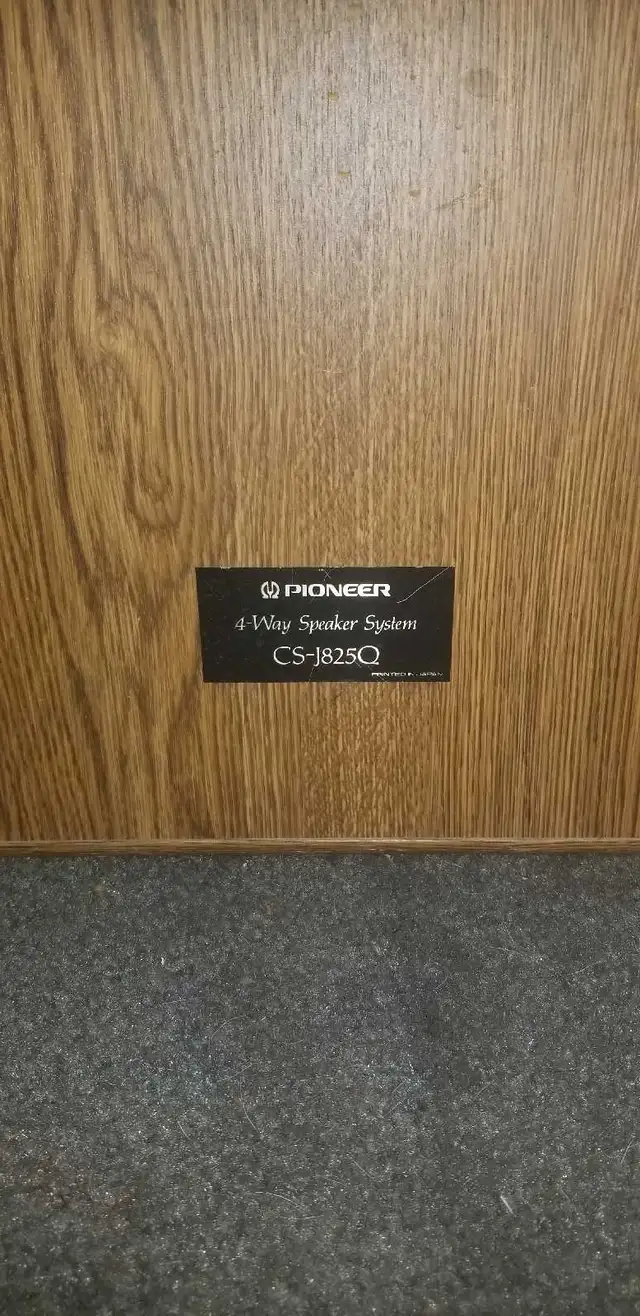 PIONEER
4-Way Speaker System
CS-J825Q
PRINTED IN JAPAN